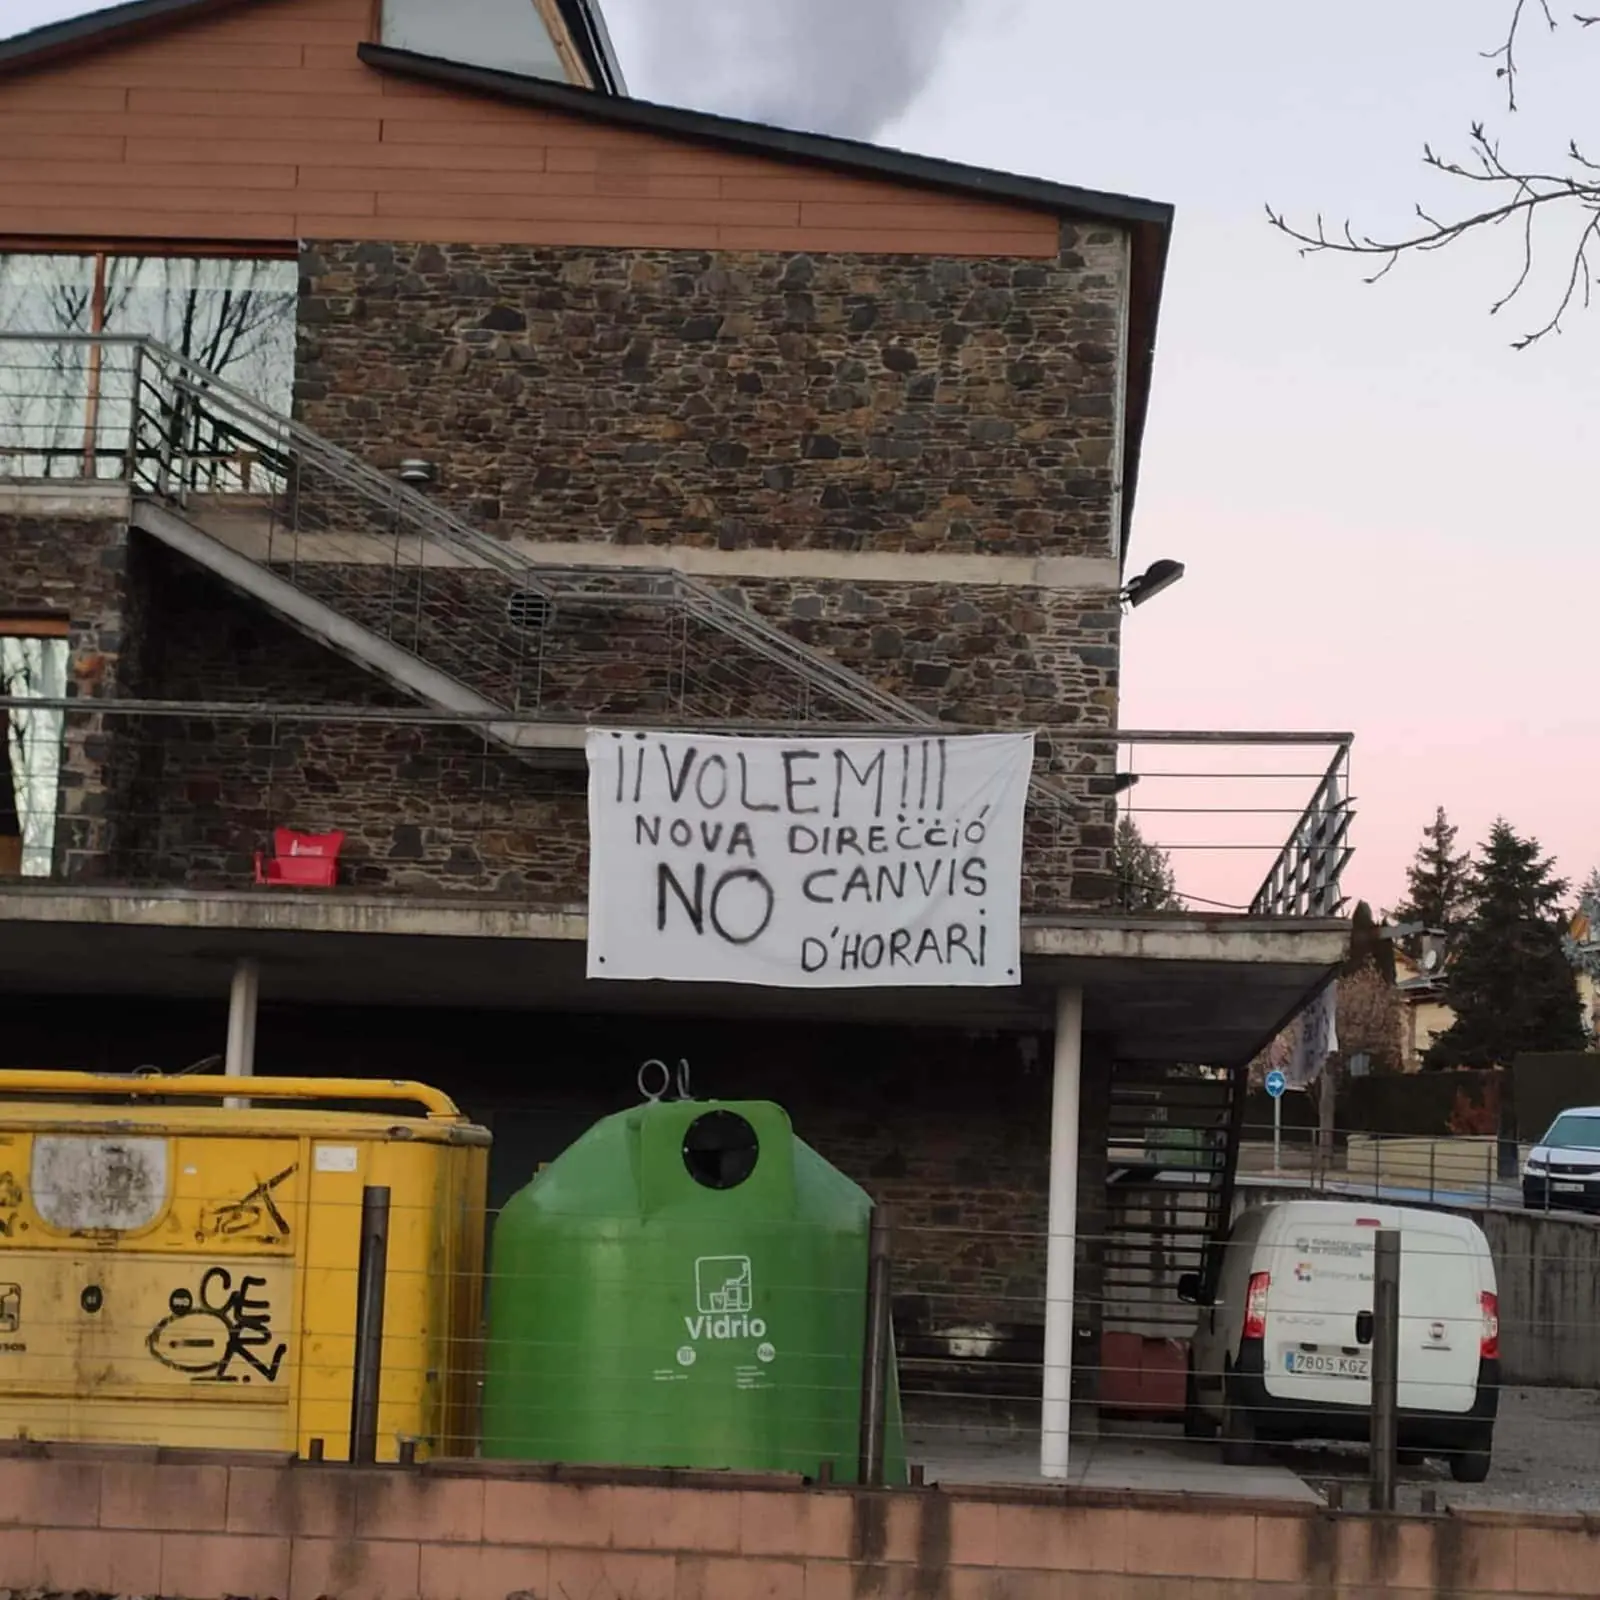 ¡¡VOLEM!!!
NOVA DIRECCIÓ
NO CANVIS
D'HORARI
Vidrio
7805 KGZ